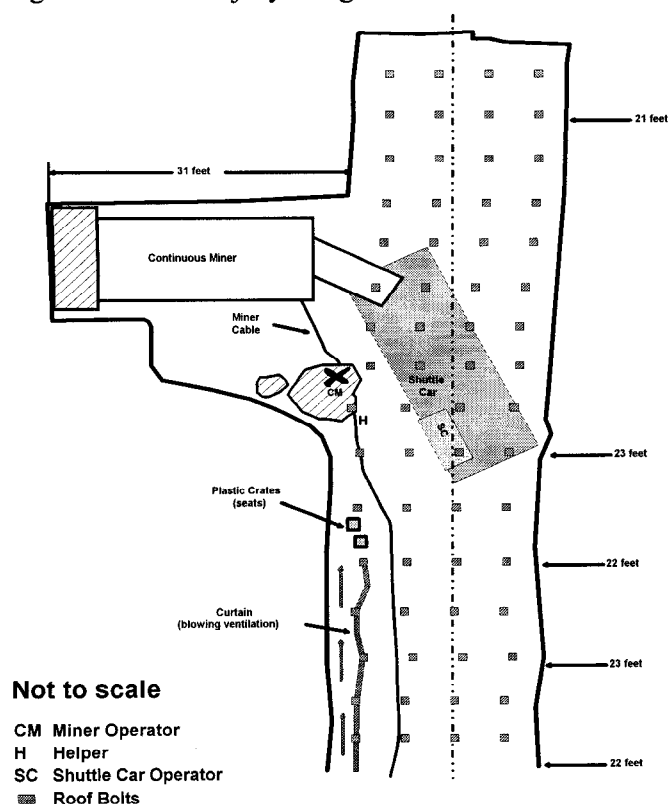 21 feet
31 feet
Continuous Miner
Miner
Cable
CM
Shuttle
Car
H
SC
23 feet
Plastic Crates
(seats)
22 feet
Curtain
(blowing ventilation)
23 feet
Not to scale
CM Miner Operator
H Helper
SC Shuttle Car Operator
22 feet
Roof Bolts